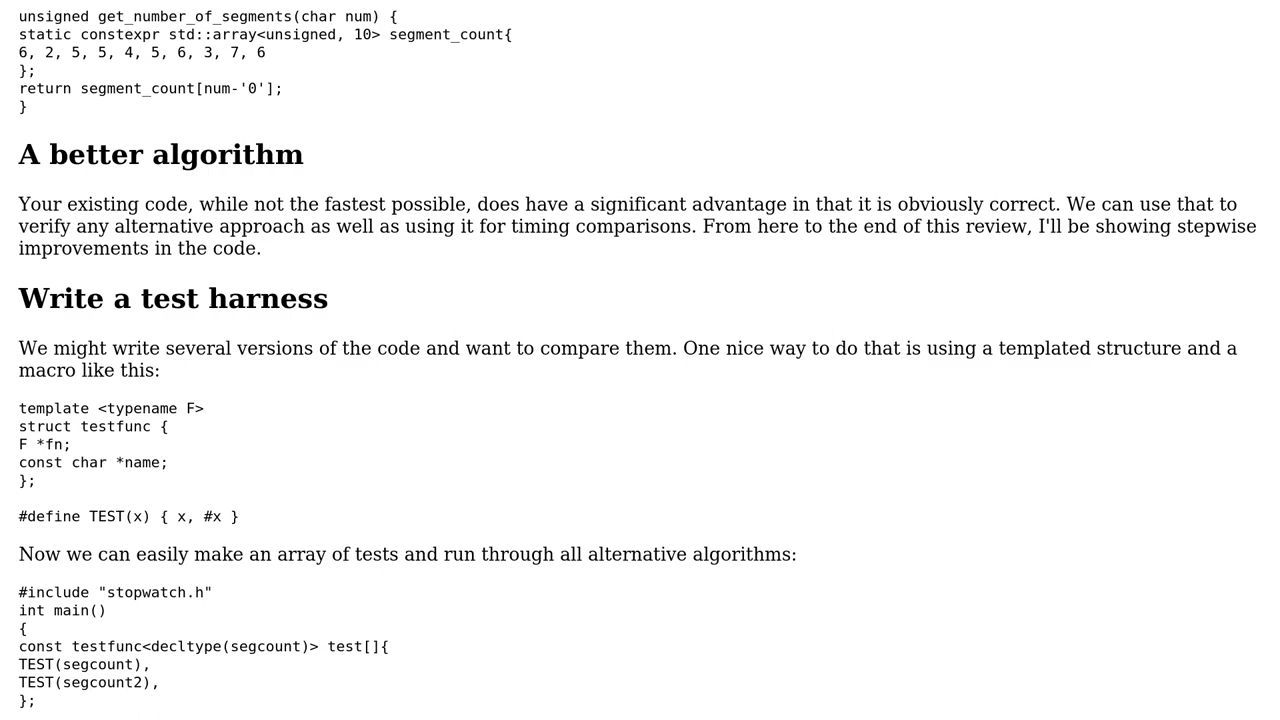 unsigned get_number_of_segments(char num) {
static constexpr std::array<unsigned, 10> segment_count{
6, 2, 5, 5, 4, 5, 6, 3, 7, 6
};
return segment_count[num-'0'];
}
A better algorithm
Your existing code, while not the fastest possible, does have a significant advantage in that it is obviously correct. We can use that to
verify any alternative approach as well as using it for timing comparisons. From here to the end of this review, I'll be showing stepwise
improvements in the code.
Write a test harness
We might write several versions of the code and want to compare them. One nice way to do that is using a templated structure and a
macro like this:
template <typename F>
struct testfunc {
F *fn;
const char *name;
};
#define TEST(x) { x, #x }
Now we can easily make an array of tests and run through all alternative algorithms:
#include "stopwatch.h"
int main()
{
const testfunc<decltype(segcount)> test[]{
TEST(segcount),
TEST(segcount2),
};